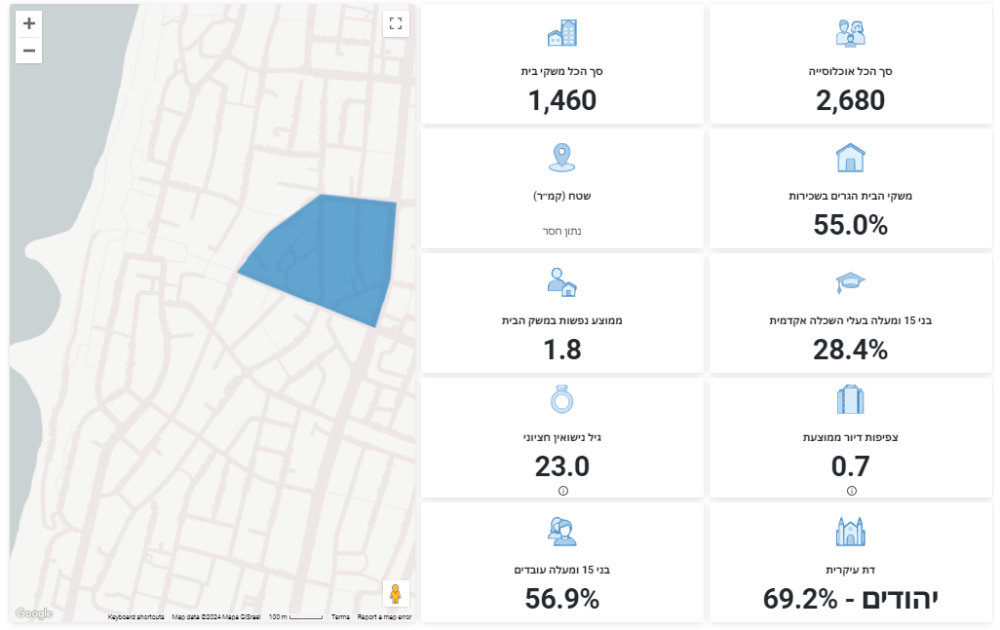 סך הכל אוכלוסייה
2,680
סך הכל משקי בית
1,460
משקי הבית הגרים בשכירות
55.0%
שטח (קמ״ר)
נתון חסר
בני 15 ומעלה בעלי השכלה אקדמית
28.4%
ממוצע נפשות במשק הבית
1.8
צפיפות דיור ממוצעת
0.7
גיל נישואין חציוני
23.0
דת עיקרית
יהודים - 69.2%
בני 15 ומעלה עובדים
56.9%
Google
Keyboard shortcuts
Map data ©2024 Mapa GISrael
100 m
Terms
Report a map error